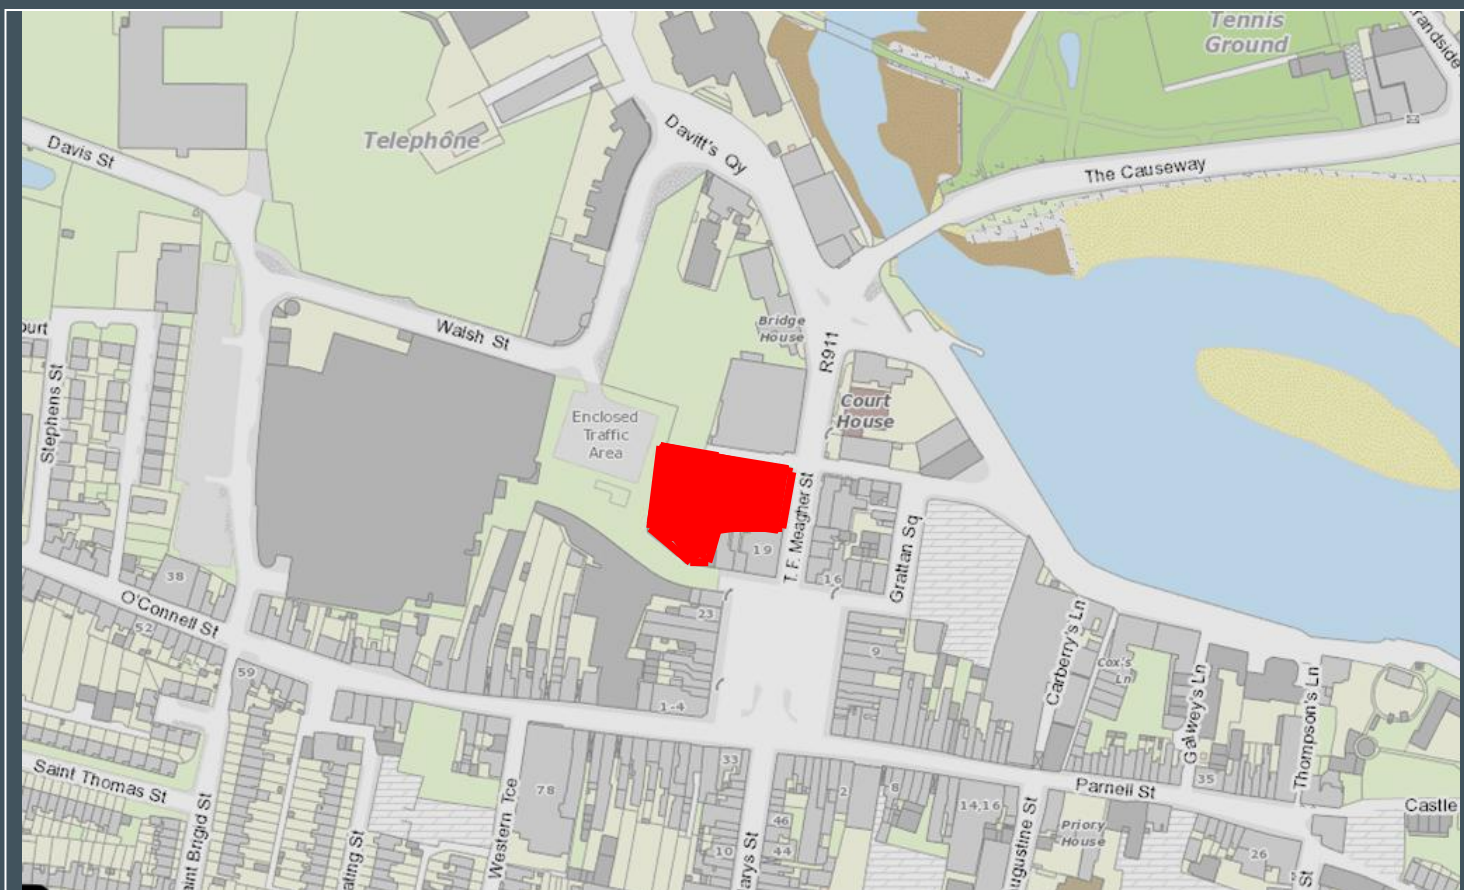 Tennis
Ground
Telephone
Davitt's Qy
Davis St
The Causeway
Walsh St
Bridge
House
R911
Stephens St
Court
House
Enclosed
Traffic
Area
T. F. Meagher St
19
Grattan Sq
38
16
O'Connell St
23
52
9
Carberry's Ln
Cox's
Ln
59
Galwey's Ln
Thompson's Ln
1-4
33
Saint Thomas St
78
2
8
35
Parnell St
14,16
Castle
Western Tce
46
Priory
House
10
44
26
St